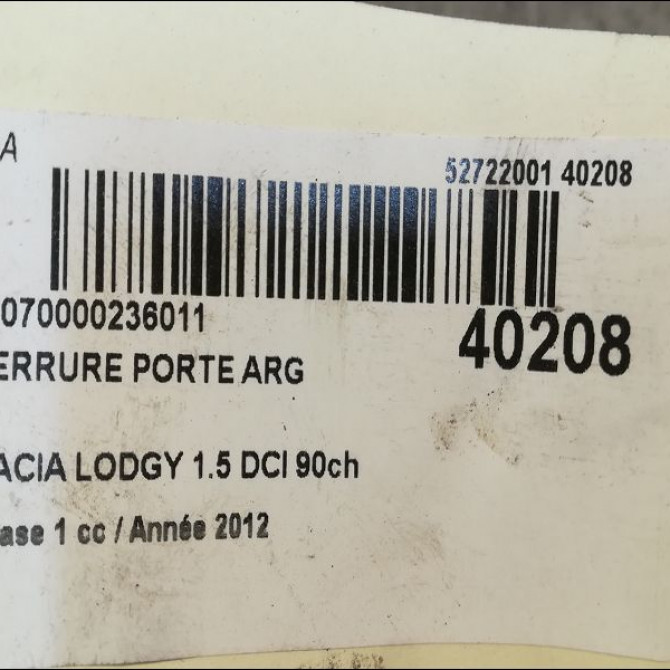 A
52722001 40208
070000236011
40208
ERRURE PORTE ARG
ACIA LODGY 1.5 DCI 90ch
ase 1 cc / Année 2012